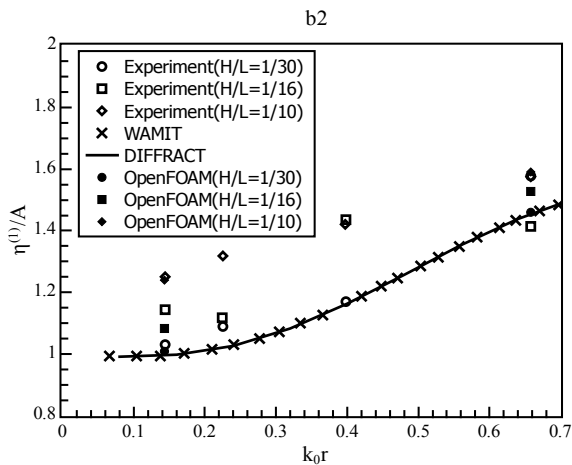 b2
2
1.8
1.6
1.4
1.2
1
0.8
η(1)/A
Experiment(H/L=1/30)
Experiment(H/L=1/16)
Experiment(H/L=1/10)
WAMIT
DIFFRACT
OpenFOAM(H/L=1/30)
OpenFOAM(H/L=1/16)
OpenFOAM(H/L=1/10)
0 0.1 0.2 0.3 0.4 0.5 0.6 0.7
k0r